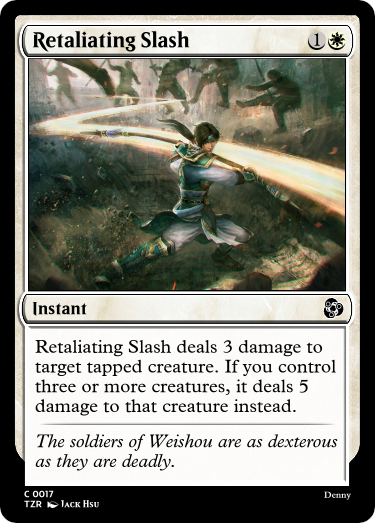 Retaliating Slash 1
Instant
Retaliating Slash deals 3 damage to
target tapped creature. If you control
three or more creatures, it deals 5
damage to that creature instead.
The soldiers of Weishou are as dexterous
as they are deadly.
C 0017 Denny
TZR Jack Hsu